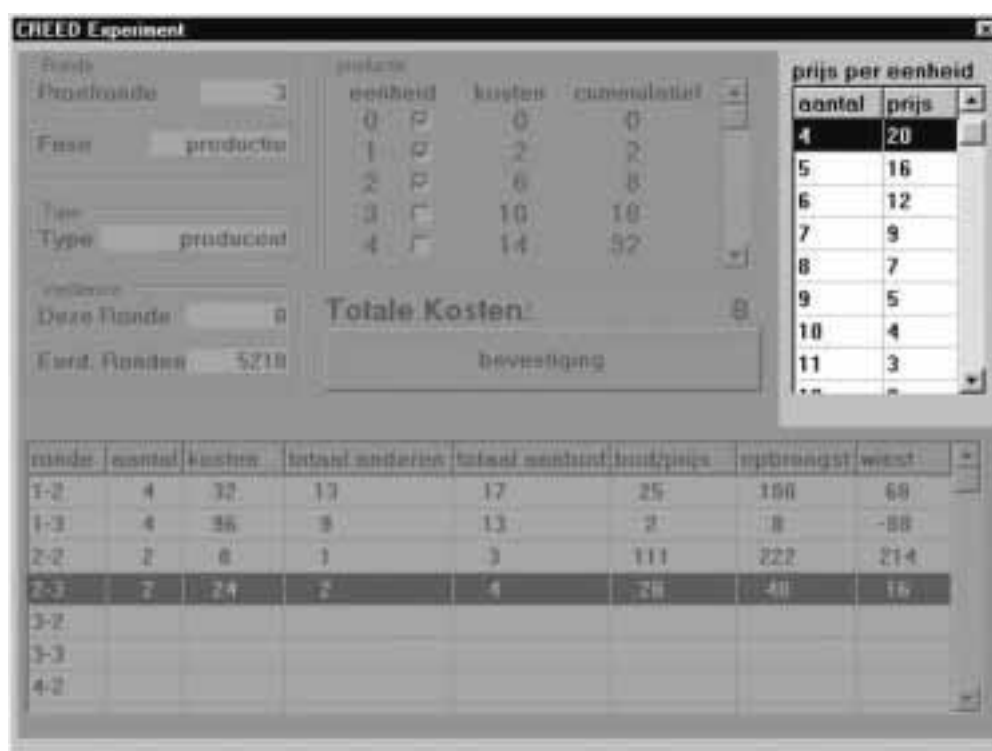 CREED Experiment
Ronde
Proefronde 3
Fase productie
Type
Type producent
verdiensten
Deze Ronde 0
Eerd. Ronden 5210
productie
eenheid kosten cummulatief
0 0 0
1 2 2
2 6 8
3 10 18
4 14 32
Totale Kosten: 8
bevestiging
prijs per eenheid
aantal prijs
4 20
5 16
6 12
7 9
8 7
9 5
10 4
11 3
ronde aantal kosten totaal anderen totaal aanbod bod/prijs opbrengst winst
1-2 4 32 13 17 25 100 68
1-3 4 96 9 13 2 8 -88
2-2 2 8 1 3 111 222 214
2-3 2 24 2 4 20 40 16
3-2
3-3
4-2